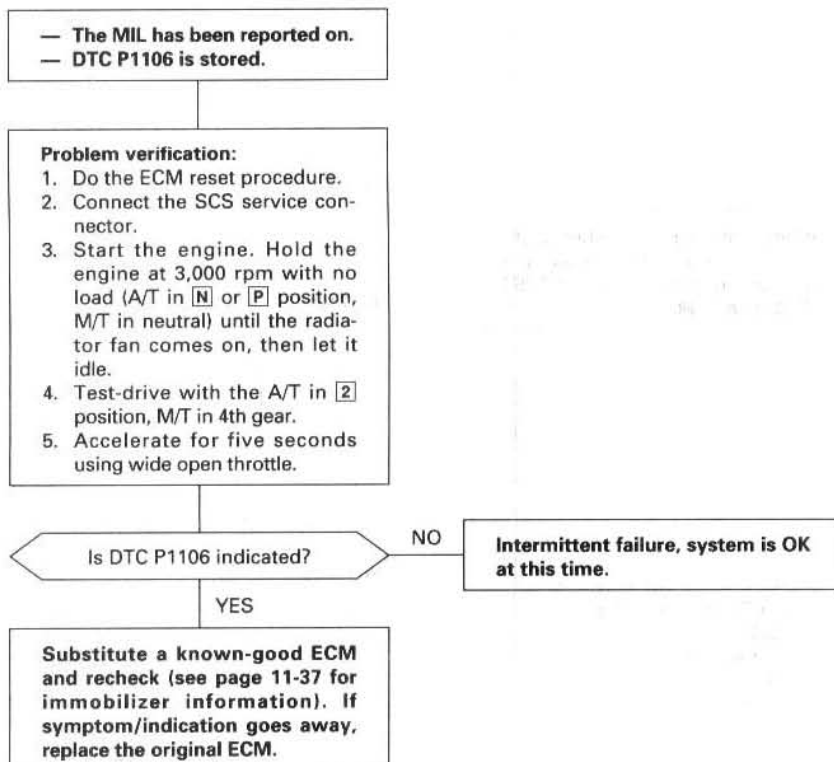 — The MIL has been reported on.
— DTC P1106 is stored.
Problem verification:
1. Do the ECM reset procedure.
2. Connect the SCS service con-
nector.
3. Start the engine. Hold the
engine at 3,000 rpm with no
load (A/T in N or P position,
M/T in neutral) until the radia-
tor fan comes on, then let it
idle.
4. Test-drive with the A/T in 2
position, M/T in 4th gear.
5. Accelerate for five seconds
using wide open throttle.
Is DTC P1106 indicated?
NO
Intermittent failure, system is OK
at this time.
YES
Substitute a known-good ECM
and recheck (see page 11-37 for
immobilizer information). If
symptom/indication goes away,
replace the original ECM.